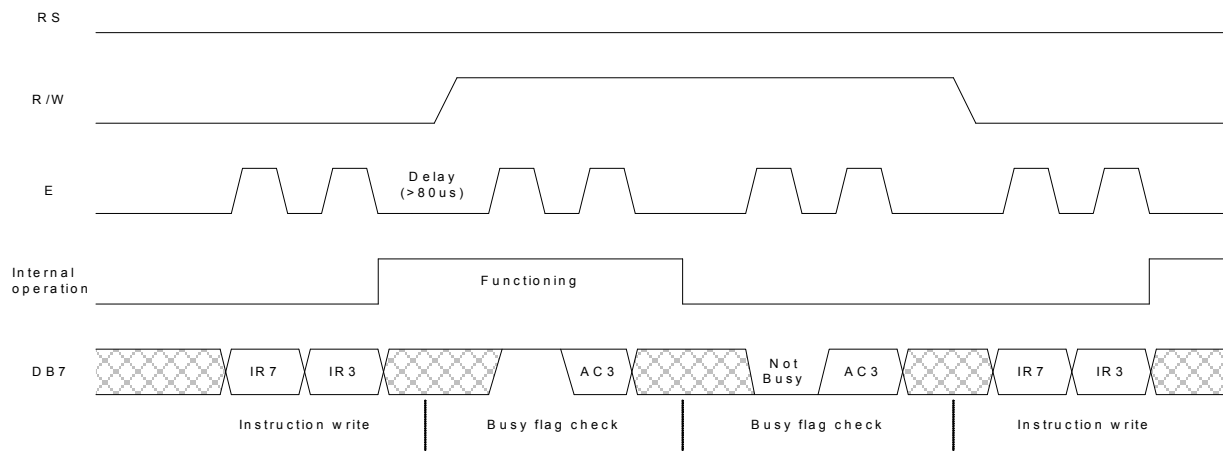 RS
R/W
E
Delay
(>80us)
Internal
operation
Functioning
DB7
IR7
IR3
AC3
Not
Busy
AC3
IR7
IR3
Instruction write
Busy flag check
Busy flag check
Instruction write